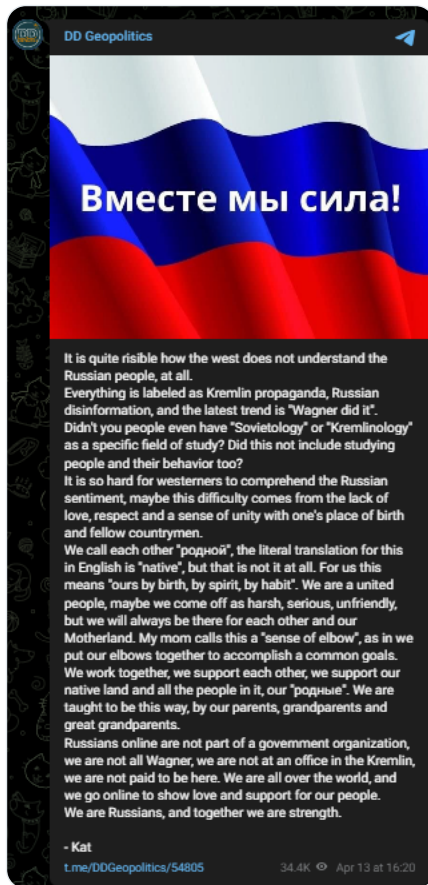 DD Geopolitics
Вместе мы сила!
It is quite risible how the west does not understand the
Russian people, at all.
Everything is labeled as Kremlin propaganda, Russian
disinformation, and the latest trend is "Wagner did it".
Didn't you people even have "Sovietology" or "Kremlinology"
as a specific field of study? Did this not include studying
people and their behavior too?
It is so hard for westerners to comprehend the Russian
sentiment, maybe this difficulty comes from the lack of
love, respect and a sense of unity with one's place of birth
and fellow countrymen.
We call each other "родной", the literal translation for this
in English is "native", but that is not it at all. For us this
means "ours by birth, by spirit, by habit". We are a united
people, maybe we come off as harsh, serious, unfriendly,
but we will always be there for each other and our
Motherland. My mom calls this a "sense of elbow", as in we
put our elbows together to accomplish a common goals.
We work together, we support each other, we support our
native land and all the people in it, our "родные". We are
taught to be this way, by our parents, grandparents and
great grandparents.
Russians online are not part of a government organization,
we are not all Wagner, we are not at an office in the Kremlin,
we are not paid to be here. We are all over the world, and
we go online to show love and support for our people.
We are Russians, and together we are strength.
- Kat
t.me/DDGeopolitics/54805 34.4K Apr 13 at 16:20